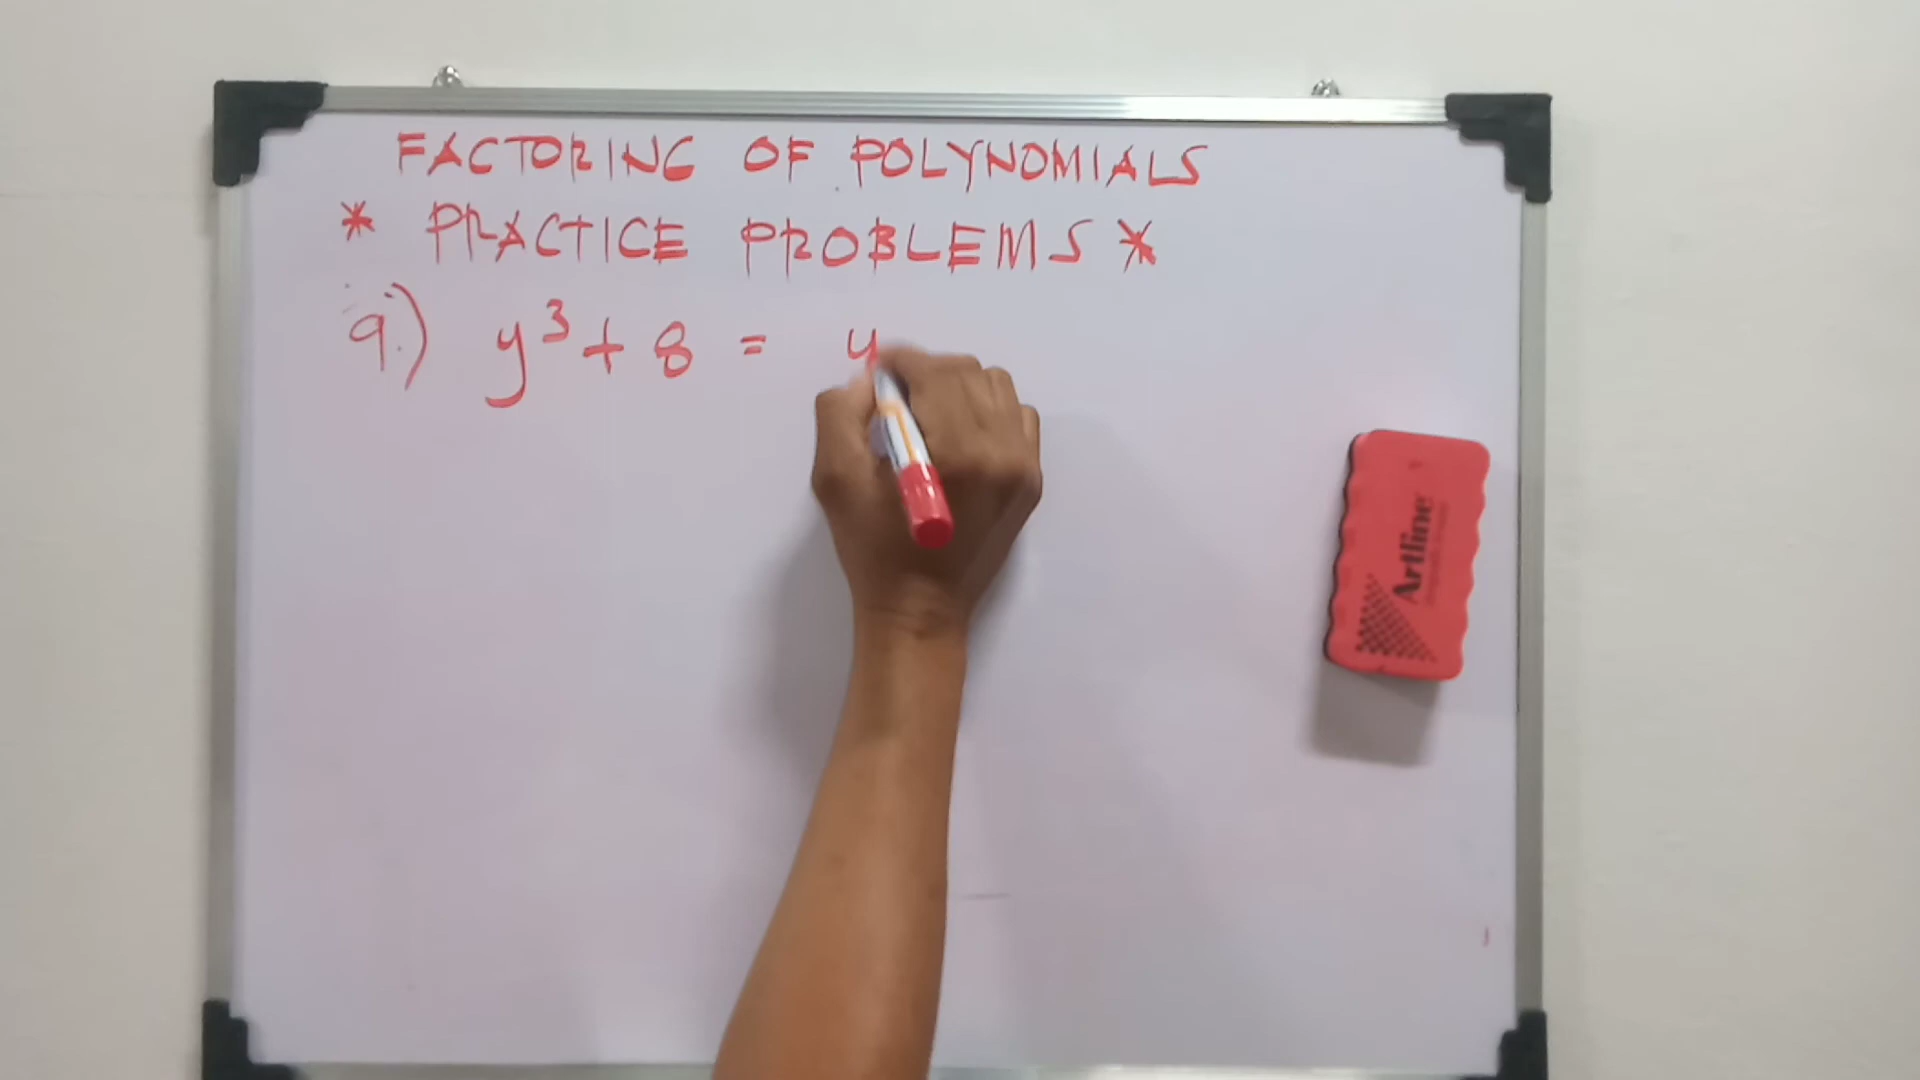 FACTORING OF POLYNOMIALS
* PRACTICE PROBLEMS *
9.) y³ + 8 = y
Artline